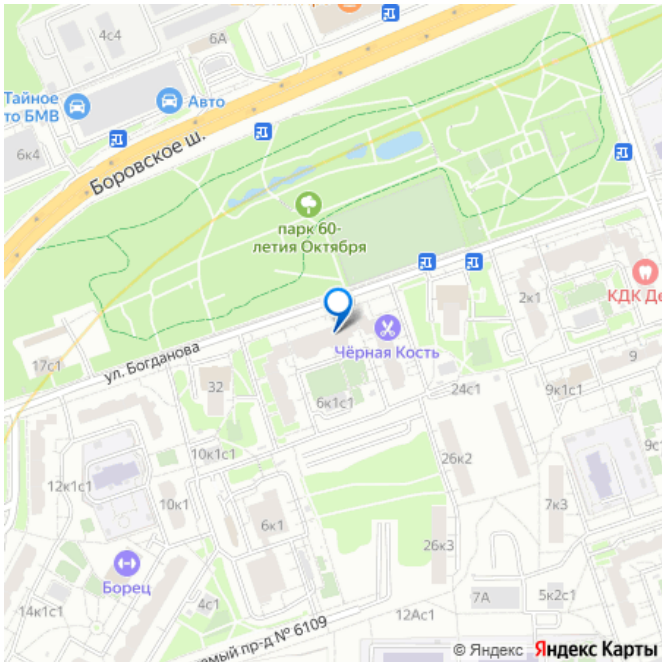 4с4
6А
Тайное
то БМВ
Авто
6к4
Боровское ш.
парк 60-
летия Октября
КДК Де
2к1
Чёрная Кость
ул. Богданова
17с1
32
24с1
9
9к1с1
6к1с1
9с1
10к1с1
26к2
12к1с1
10к1
7к3
6к1
26к3
Борец
14к1с1
4с1
7А
5к2с1
12Ас1
мый пр-д № 6109
© Яндекс Яндекс Карты